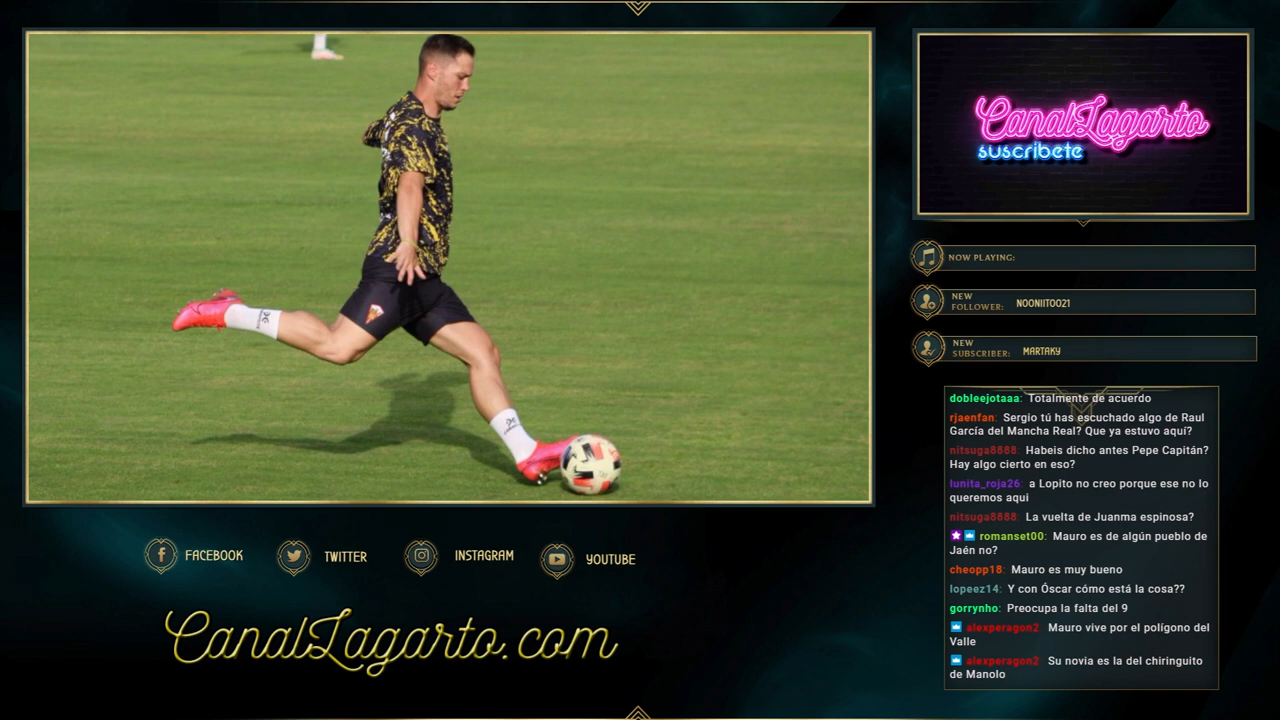 CanalLagarto
suscribete
NOW PLAYING:
NEW
FOLLOWER: NOONIITOO21
NEW
SUBSCRIBER: MARTAKY
dobleejotaaa: Totalmente de acuerdo
rjaenfan: Sergio tú has escuchado algo de Raul
García del Mancha Real? Que ya estuvo aquí?
nitsuga8888: Habeis dicho antes Pepe Capitán?
Hay algo cierto en eso?
lunita_roja26: a Lopito no creo porque ese no lo
queremos aqui
nitsuga8888: La vuelta de Juanma espinosa?
romanset00: Mauro es de algún pueblo de
Jaén no?
cheopp18: Mauro es muy bueno
lopeez14: Y con Óscar cómo está la cosa??
gorrynho: Preocupa la falta del 9
alexperagon2: Mauro vive por el polígono del
Valle
alexperagon2: Su novia es la del chiringuito
de Manolo
FACEBOOK TWITTER INSTAGRAM YOUTUBE
CanalLagarto.com